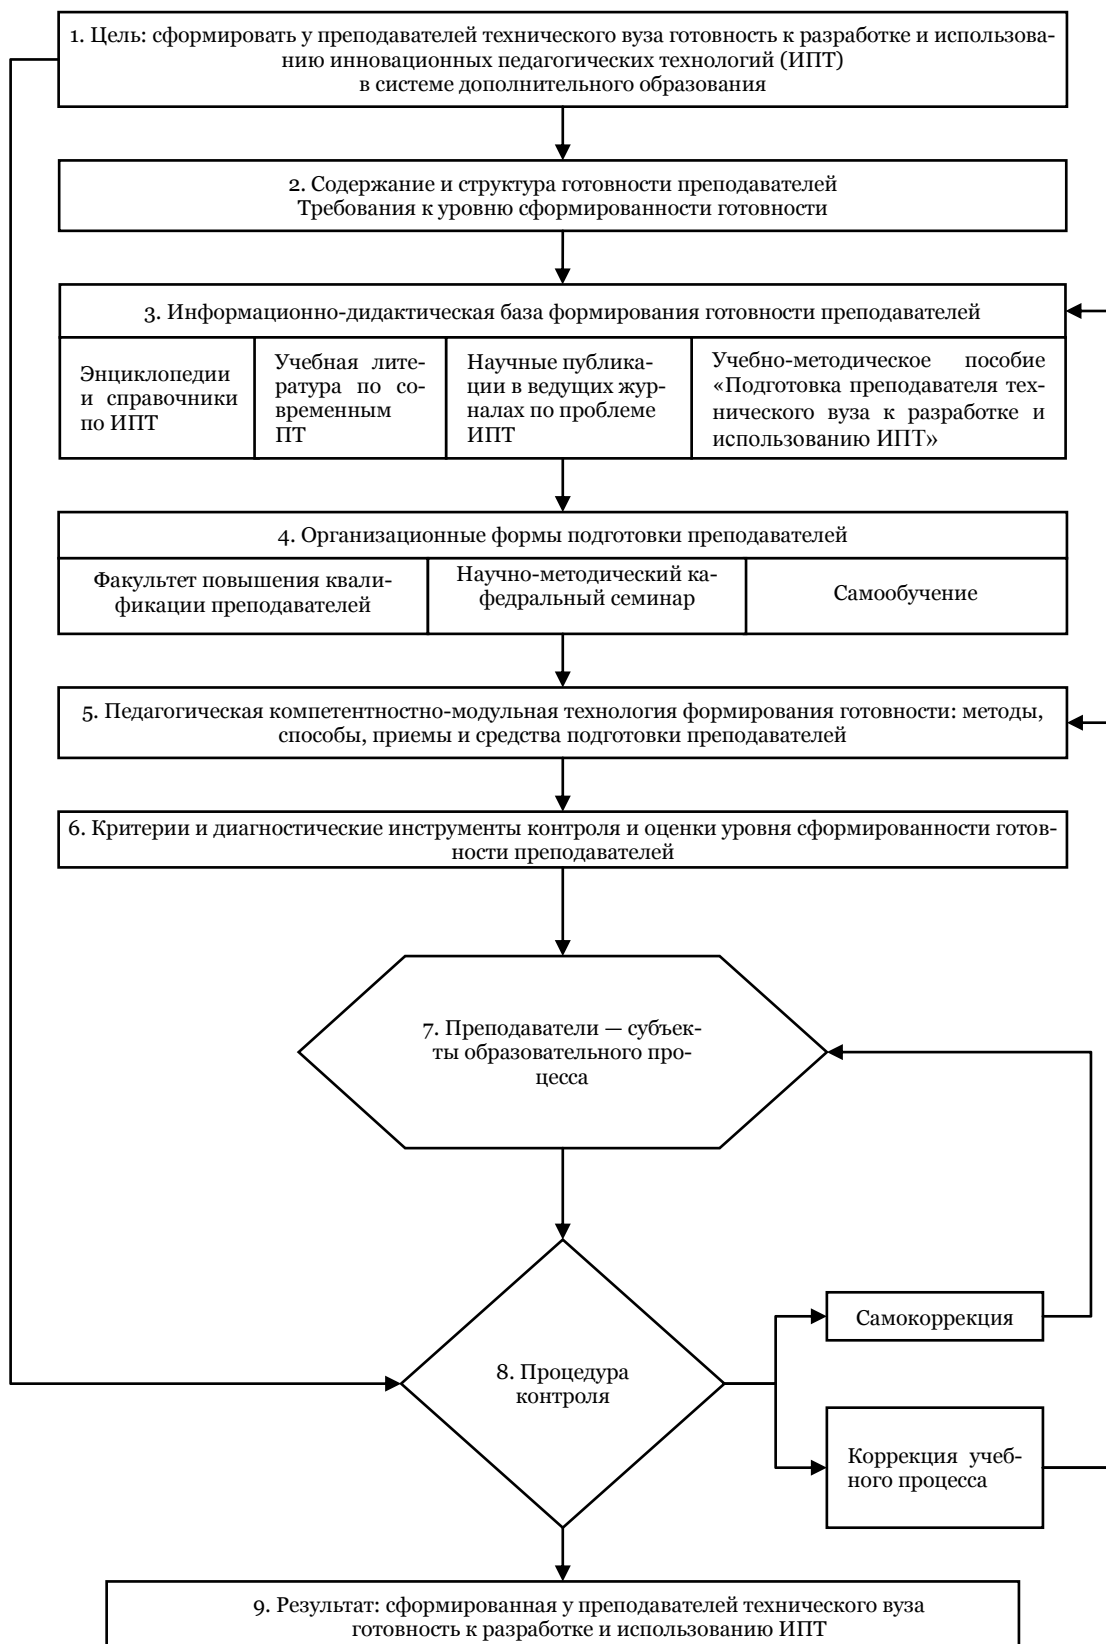 1. Цель: сформировать у преподавателей технического вуза готовность к разработке и использова-
нию инновационных педагогических технологий (ИПТ)
в системе дополнительного образования
2. Содержание и структура готовности преподавателей
Требования к уровню сформированности готовности
3. Информационно-дидактическая база формирования готовности преподавателей
Энциклопедии
и справочники
по ИПТ
Учебная лите-
ратура по со-
временным
ПТ
Научные публика-
ции в ведущих жур-
налах по проблеме
ИПТ
Учебно-методическое пособие
«Подготовка преподавателя тех-
нического вуза к разработке и
использованию ИПТ»
4. Организационные формы подготовки преподавателей
Факультет повышения квали-
фикации преподавателей
Научно-методический ка-
федральный семинар
Самообучение
5. Педагогическая компетентностно-модульная технология формирования готовности: методы,
способы, приемы и средства подготовки преподавателей
6. Критерии и диагностические инструменты контроля и оценки уровня сформированности готов-
ности преподавателей
7. Преподаватели — субъек-
ты образовательного про-
цесса
Самокоррекция
8. Процедура
контроля
Коррекция учеб-
ного процесса
9. Результат: сформированная у преподавателей технического вуза
готовность к разработке и использованию ИПТ